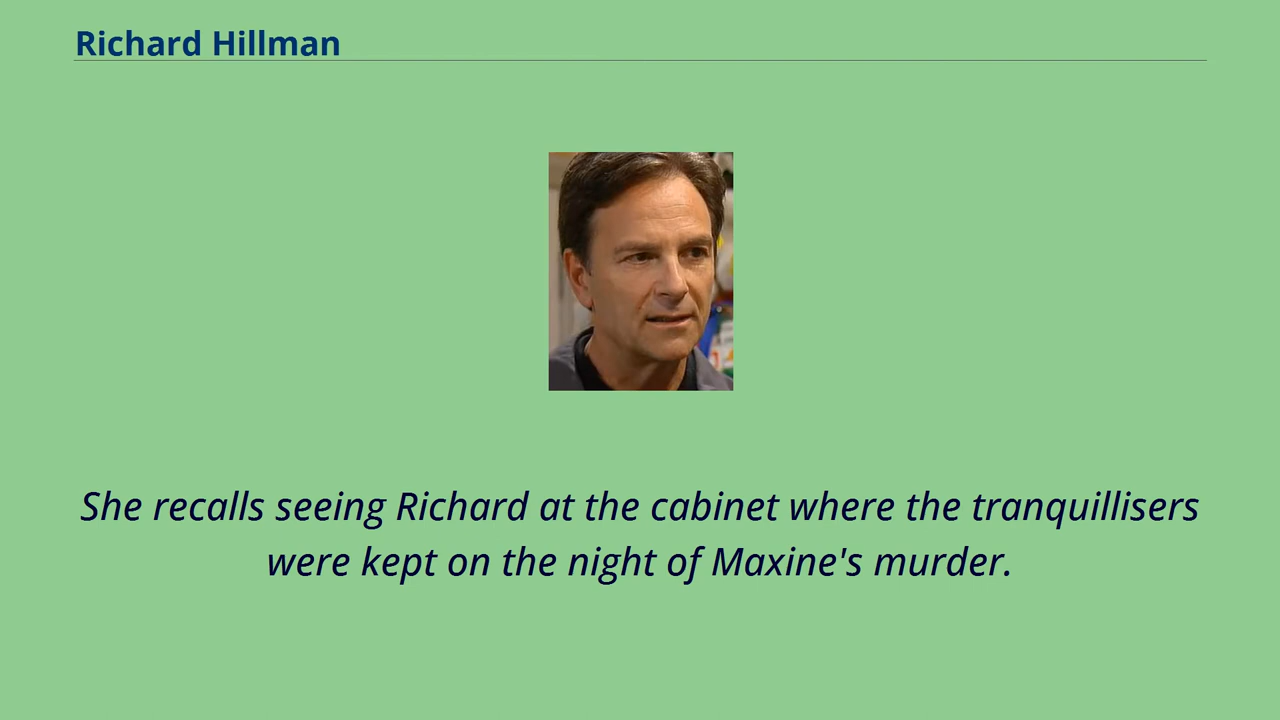 Richard Hillman
She recalls seeing Richard at the cabinet where the tranquillisers
were kept on the night of Maxine's murder.